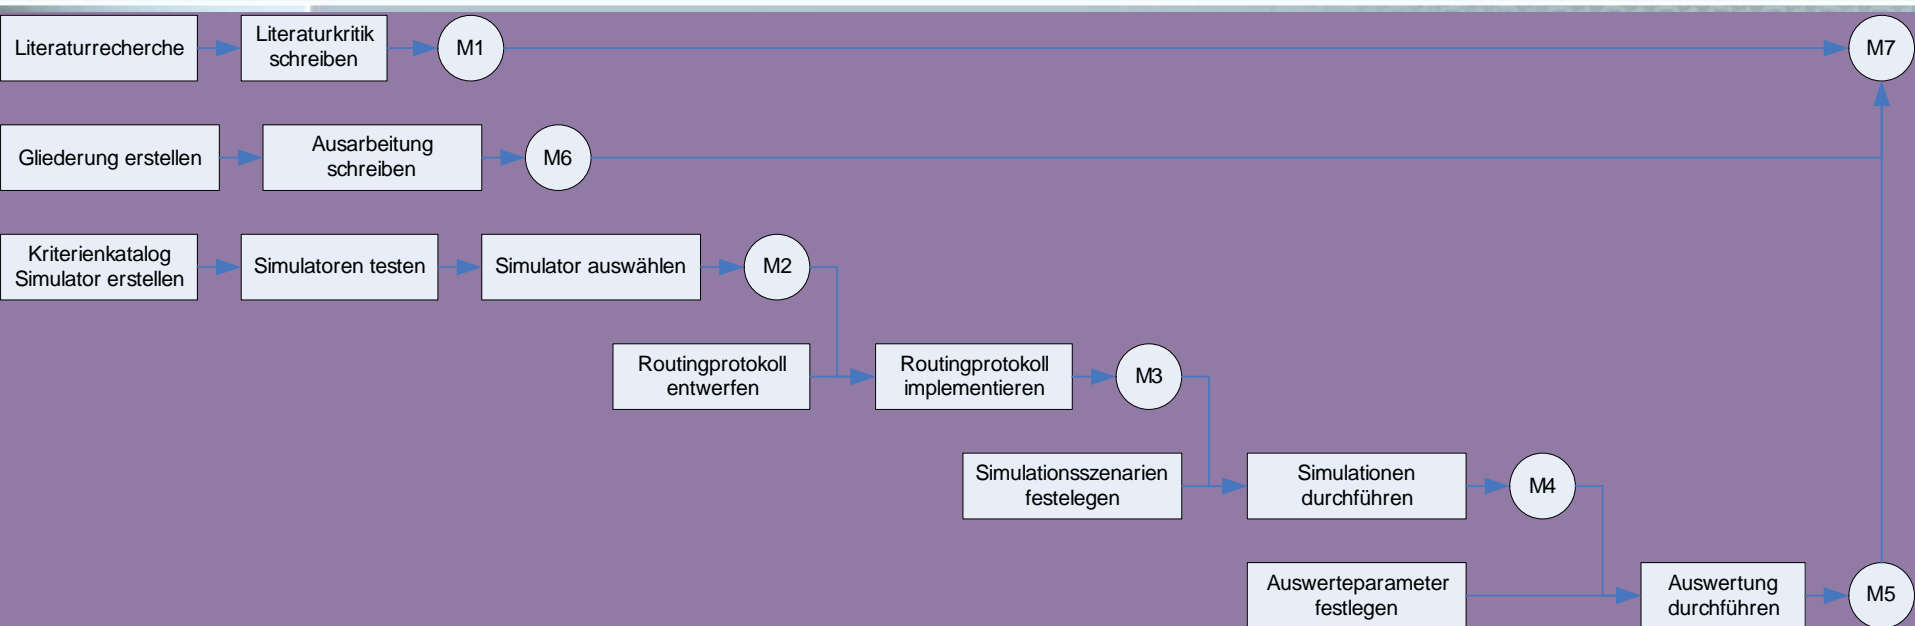 Literaturrecherche
Literaturkritik
schreiben
M1
M7
Gliederung erstellen
Ausarbeitung
schreiben
M6
Kriterienkatalog
Simulator erstellen
Simulatoren testen
Simulator auswählen
M2
Routingprotokoll
entwerfen
Routingprotokoll
implementieren
M3
Simulationsszenarien
festelegen
Simulationen
durchführen
M4
Auswerteparameter
festlegen
Auswertung
durchführen
M5